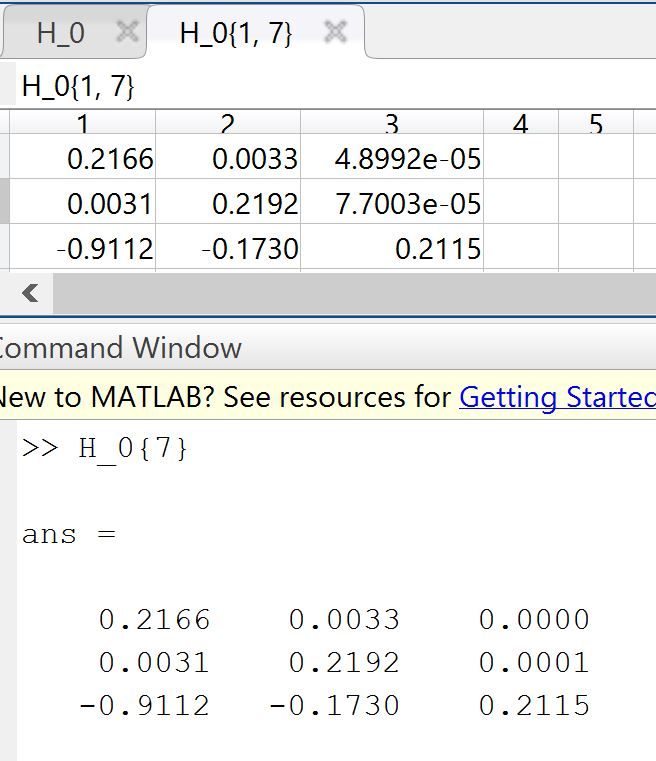 H_0 H_0{1, 7}
H_0{1, 7}
1 2 3 4 5
0.2166 0.0033 4.8992e-05
0.0031 0.2192 7.7003e-05
-0.9112 -0.1730 0.2115
Command Window
New to MATLAB? See resources for Getting Started
>> H_0{7}
ans =
0.2166 0.0033 0.0000
0.0031 0.2192 0.0001
-0.9112 -0.1730 0.2115